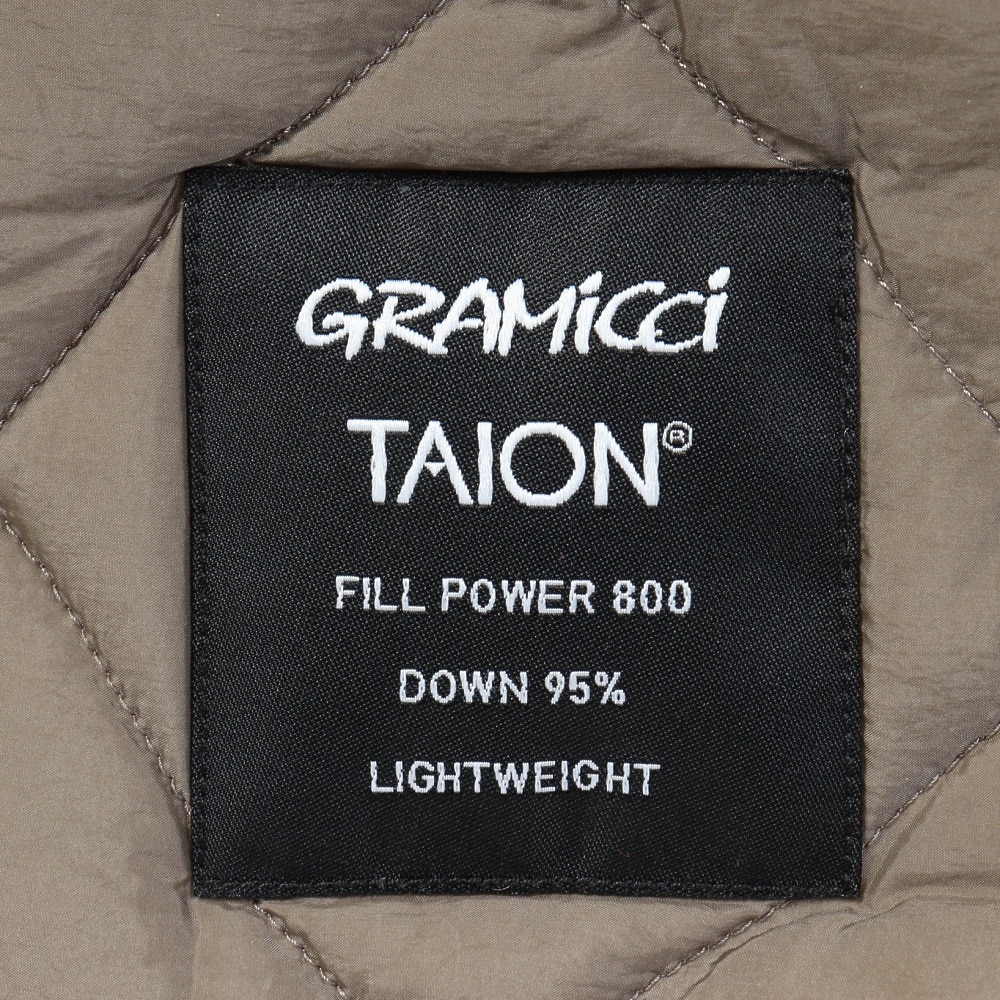 GRAMiCCi
TAION®
FILL POWER 800
DOWN 95%
LIGHTWEIGHT